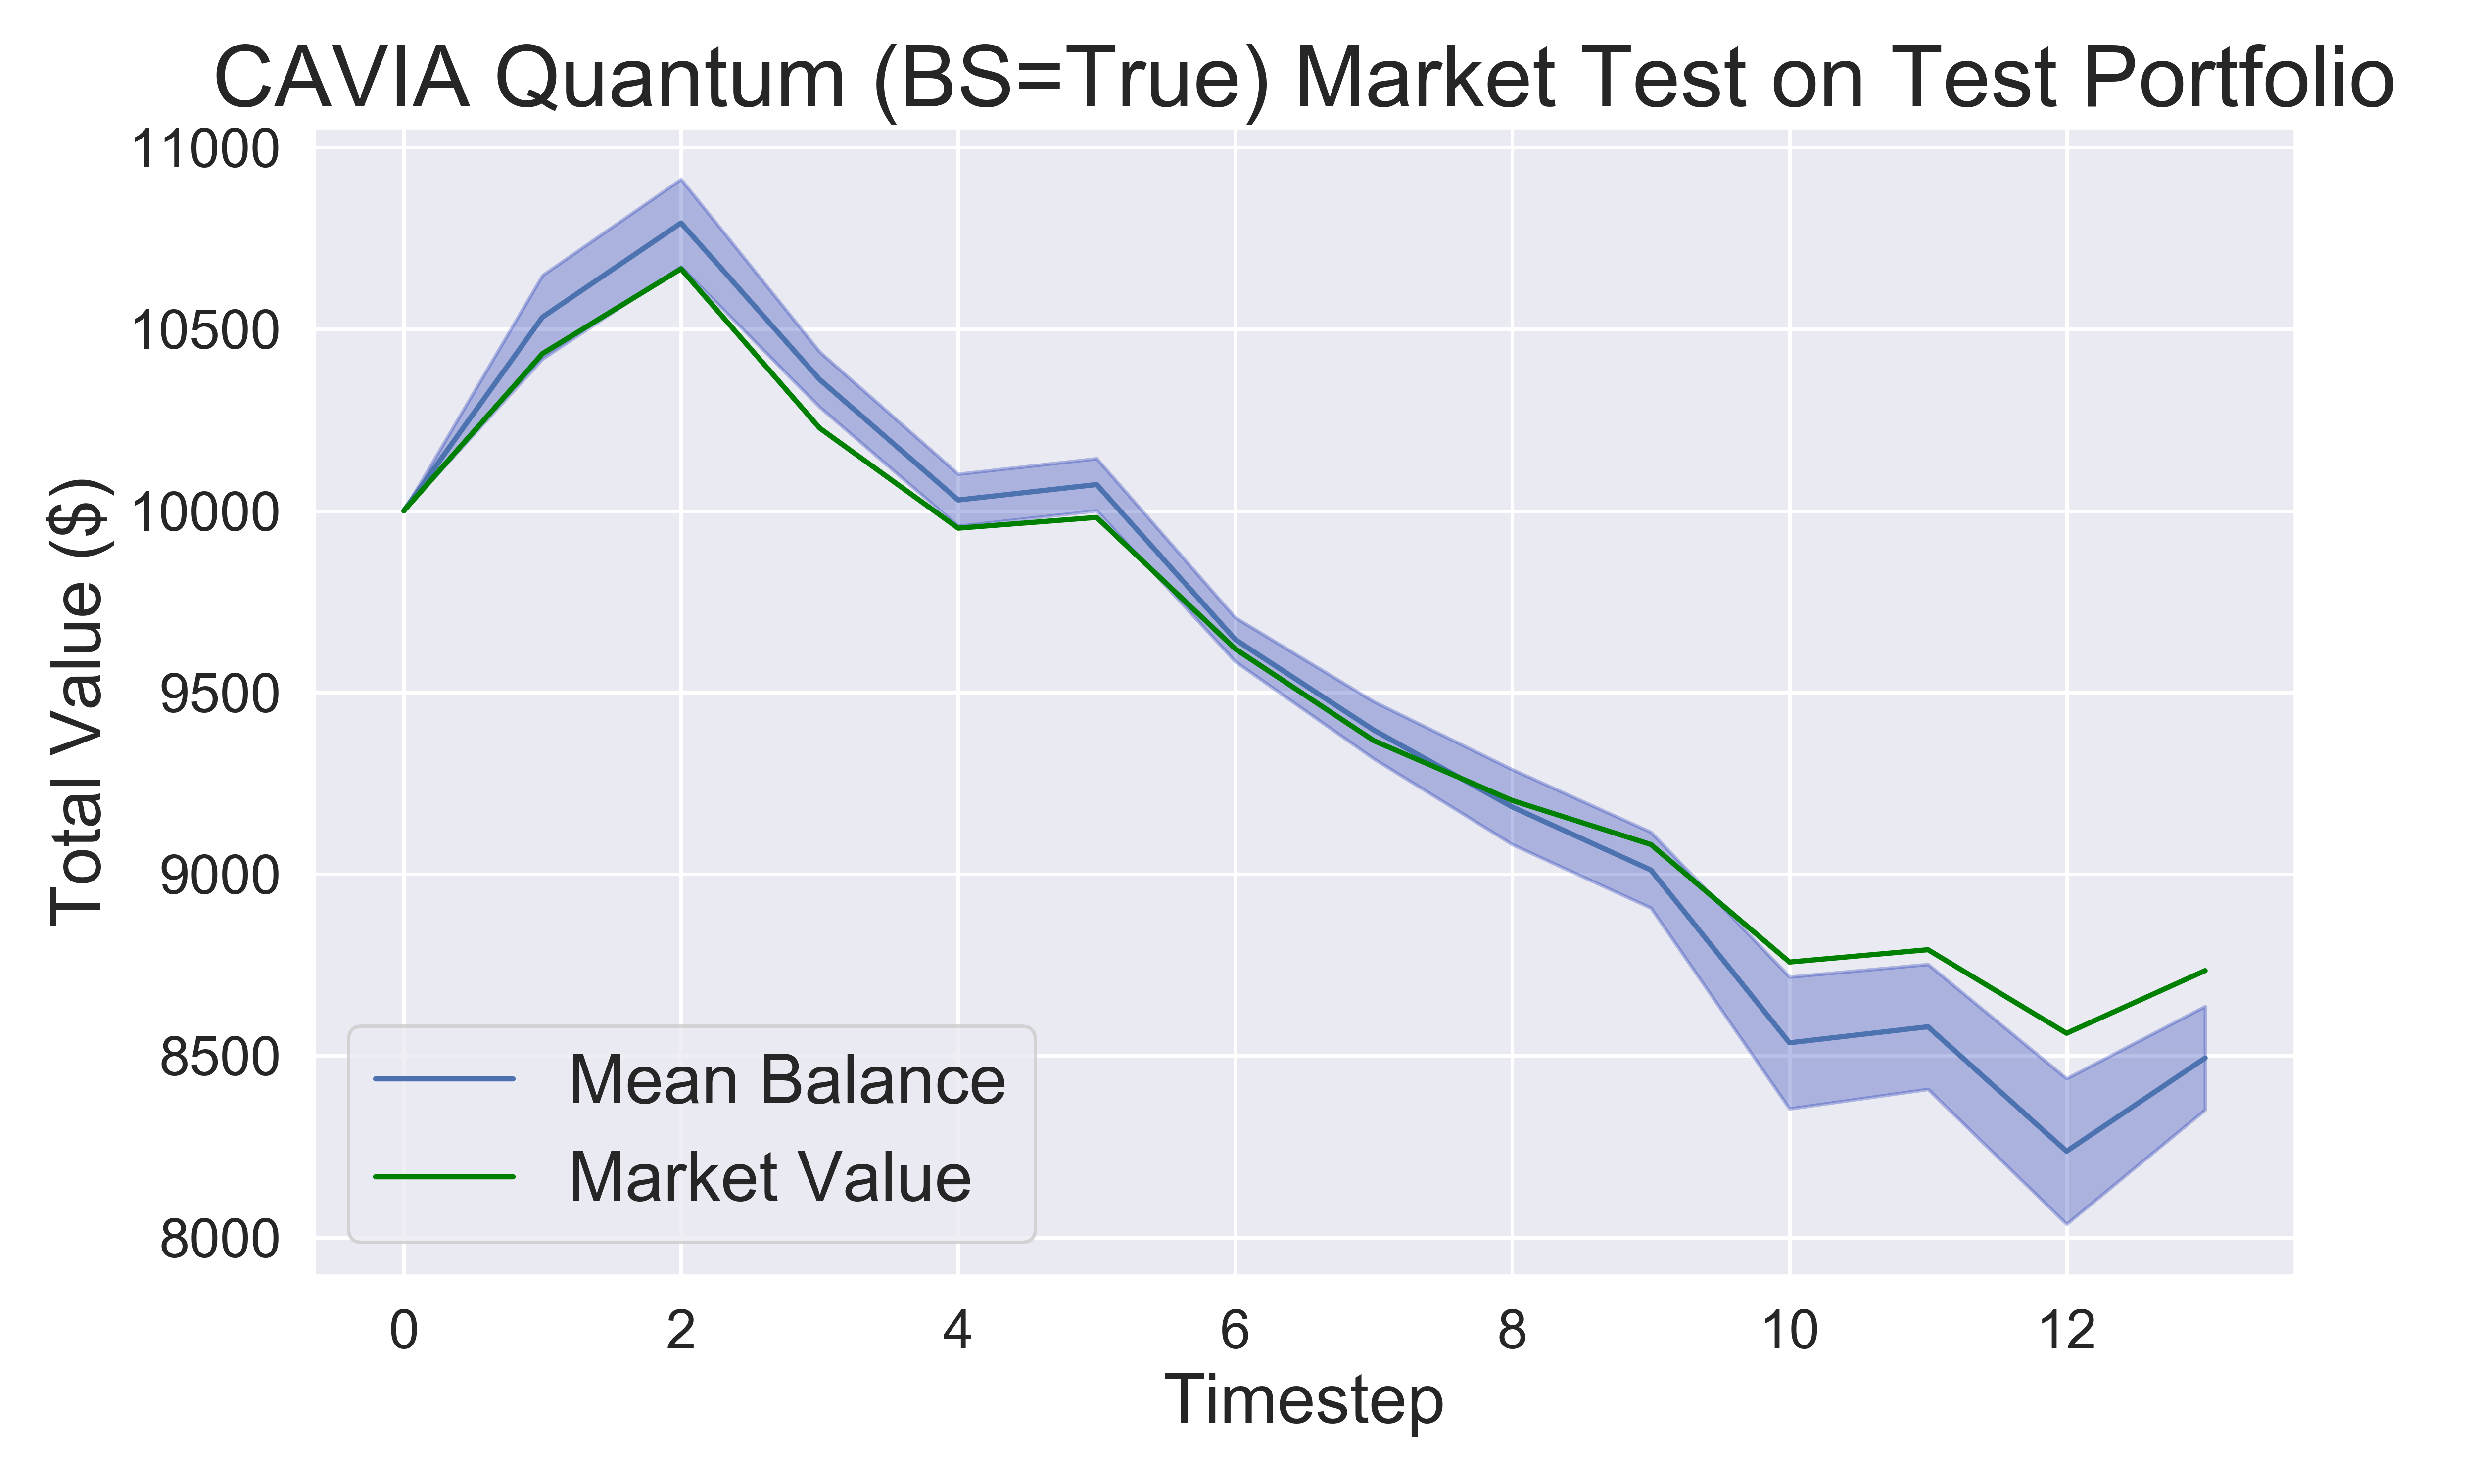 CAVIA Quantum (BS=True) Market Test on Test Portfolio
11000
10500
10000
9500
9000
8500
8000
Total Value ($)
Mean Balance
Market Value
0 2 4 6 8 10 12
Timestep